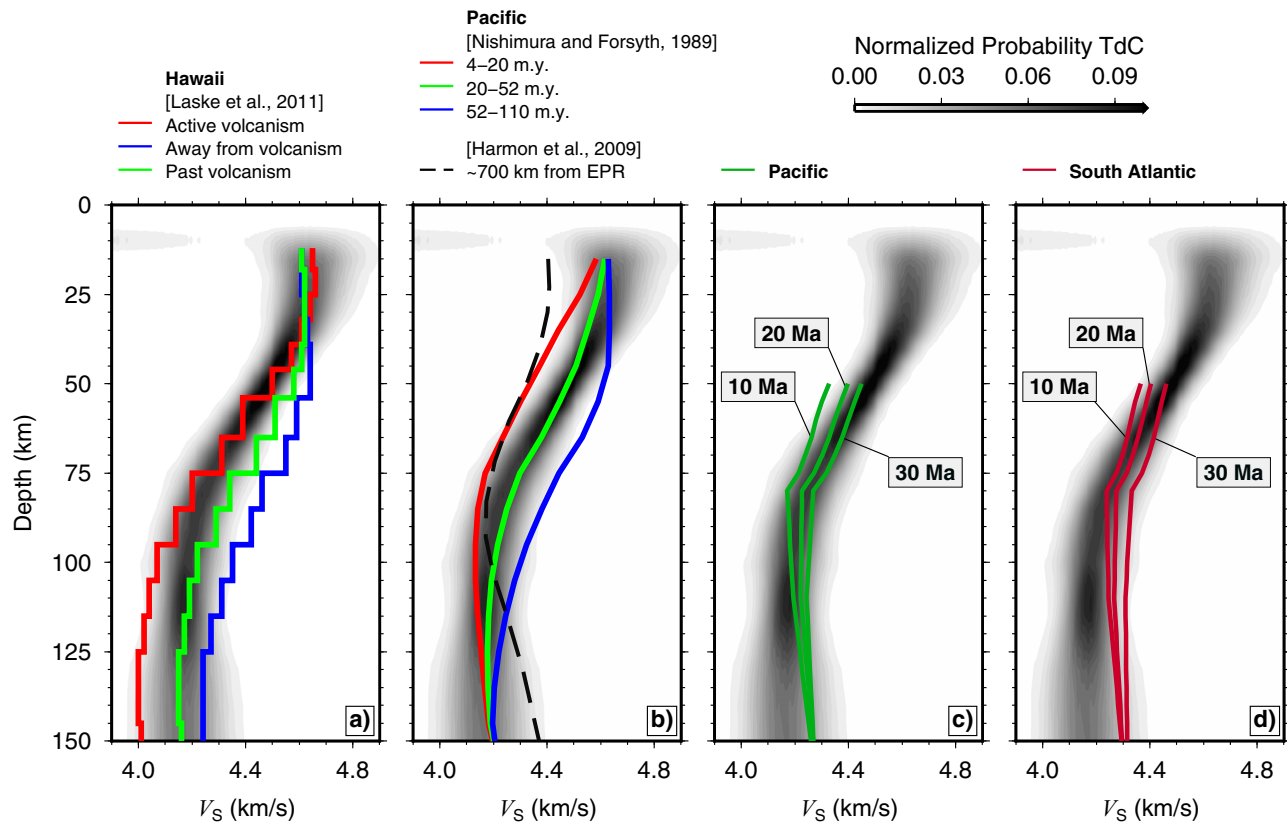 Hawaii
[Laske et al., 2011]
Active volcanism
Away from volcanism
Past volcanism
Pacific
[Nishimura and Forsyth, 1989]
4–20 m.y.
20–52 m.y.
52–110 m.y.
[Harmon et al., 2009]
~700 km from EPR
Normalized Probability TdC
0.00 0.03 0.06 0.09
Pacific
South Atlantic
Depth (km)
0
25
50
75
100
125
150
a)
4.0 4.4 4.8
VS (km/s)
b)
4.0 4.4 4.8
VS (km/s)
20 Ma
10 Ma
30 Ma
c)
4.0 4.4 4.8
VS (km/s)
20 Ma
10 Ma
30 Ma
d)
4.0 4.4 4.8
VS (km/s)